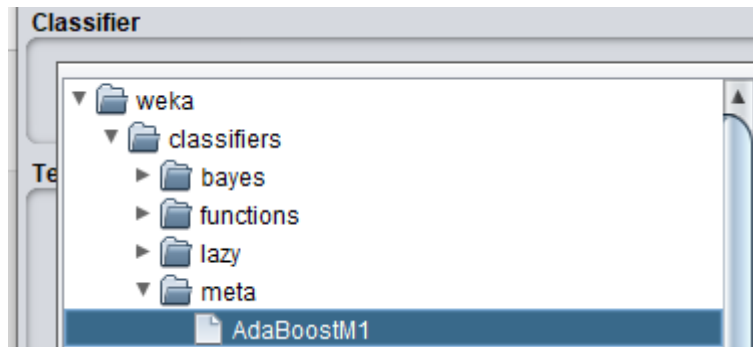 Classifier
weka
classifiers
bayes
Te
functions
lazy
meta
AdaBoostM1